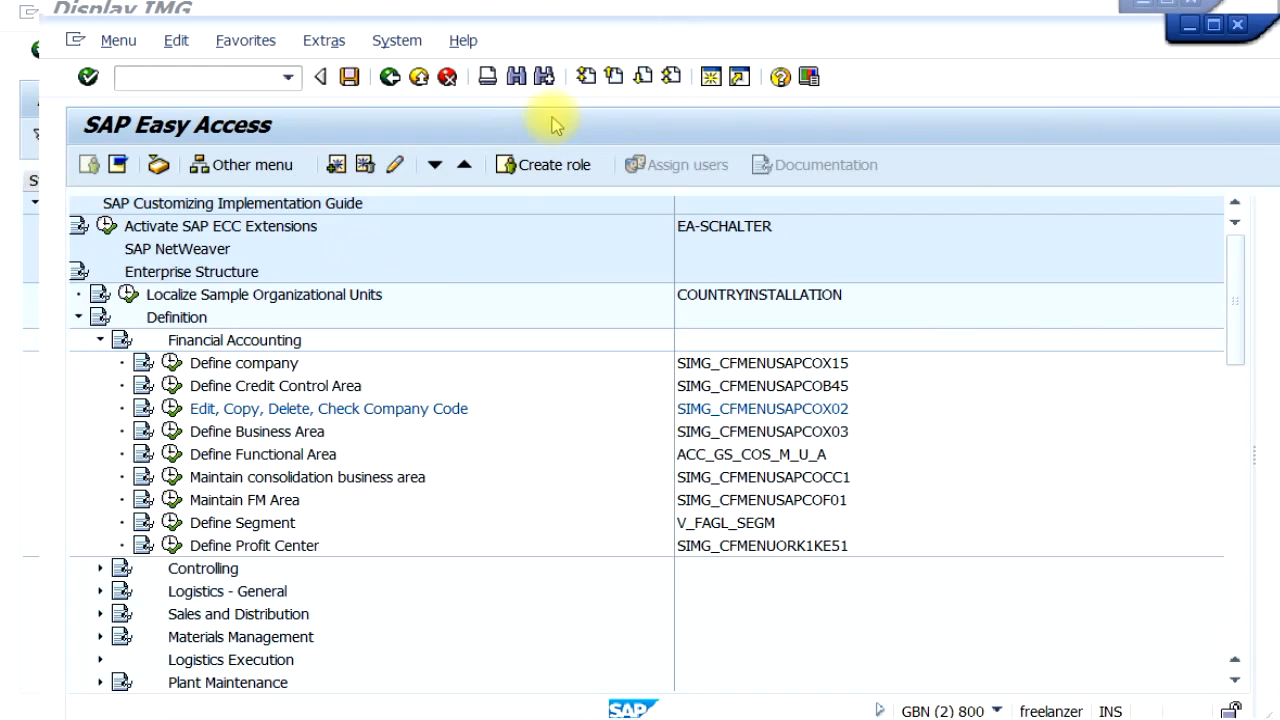 Display IMG
Menu Edit Favorites Extras System Help
SAP Easy Access
Other menu Create role Assign users Documentation
SAP Customizing Implementation Guide
Activate SAP ECC Extensions EA-SCHALTER
SAP NetWeaver
Enterprise Structure
Localize Sample Organizational Units COUNTRYINSTALLATION
Definition
Financial Accounting
Define company SIMG_CFMENUSAPCOX15
Define Credit Control Area SIMG_CFMENUSAPCOB45
Edit, Copy, Delete, Check Company Code SIMG_CFMENUSAPCOX02
Define Business Area SIMG_CFMENUSAPCOX03
Define Functional Area ACC_GS_COS_M_U_A
Maintain consolidation business area SIMG_CFMENUSAPCOCC1
Maintain FM Area SIMG_CFMENUSAPCOF01
Define Segment V_FAGL_SEGM
Define Profit Center SIMG_CFMENUORK1KE51
Controlling
Logistics - General
Sales and Distribution
Materials Management
Logistics Execution
Plant Maintenance
SAP GBN (2) 800 freelanzer INS